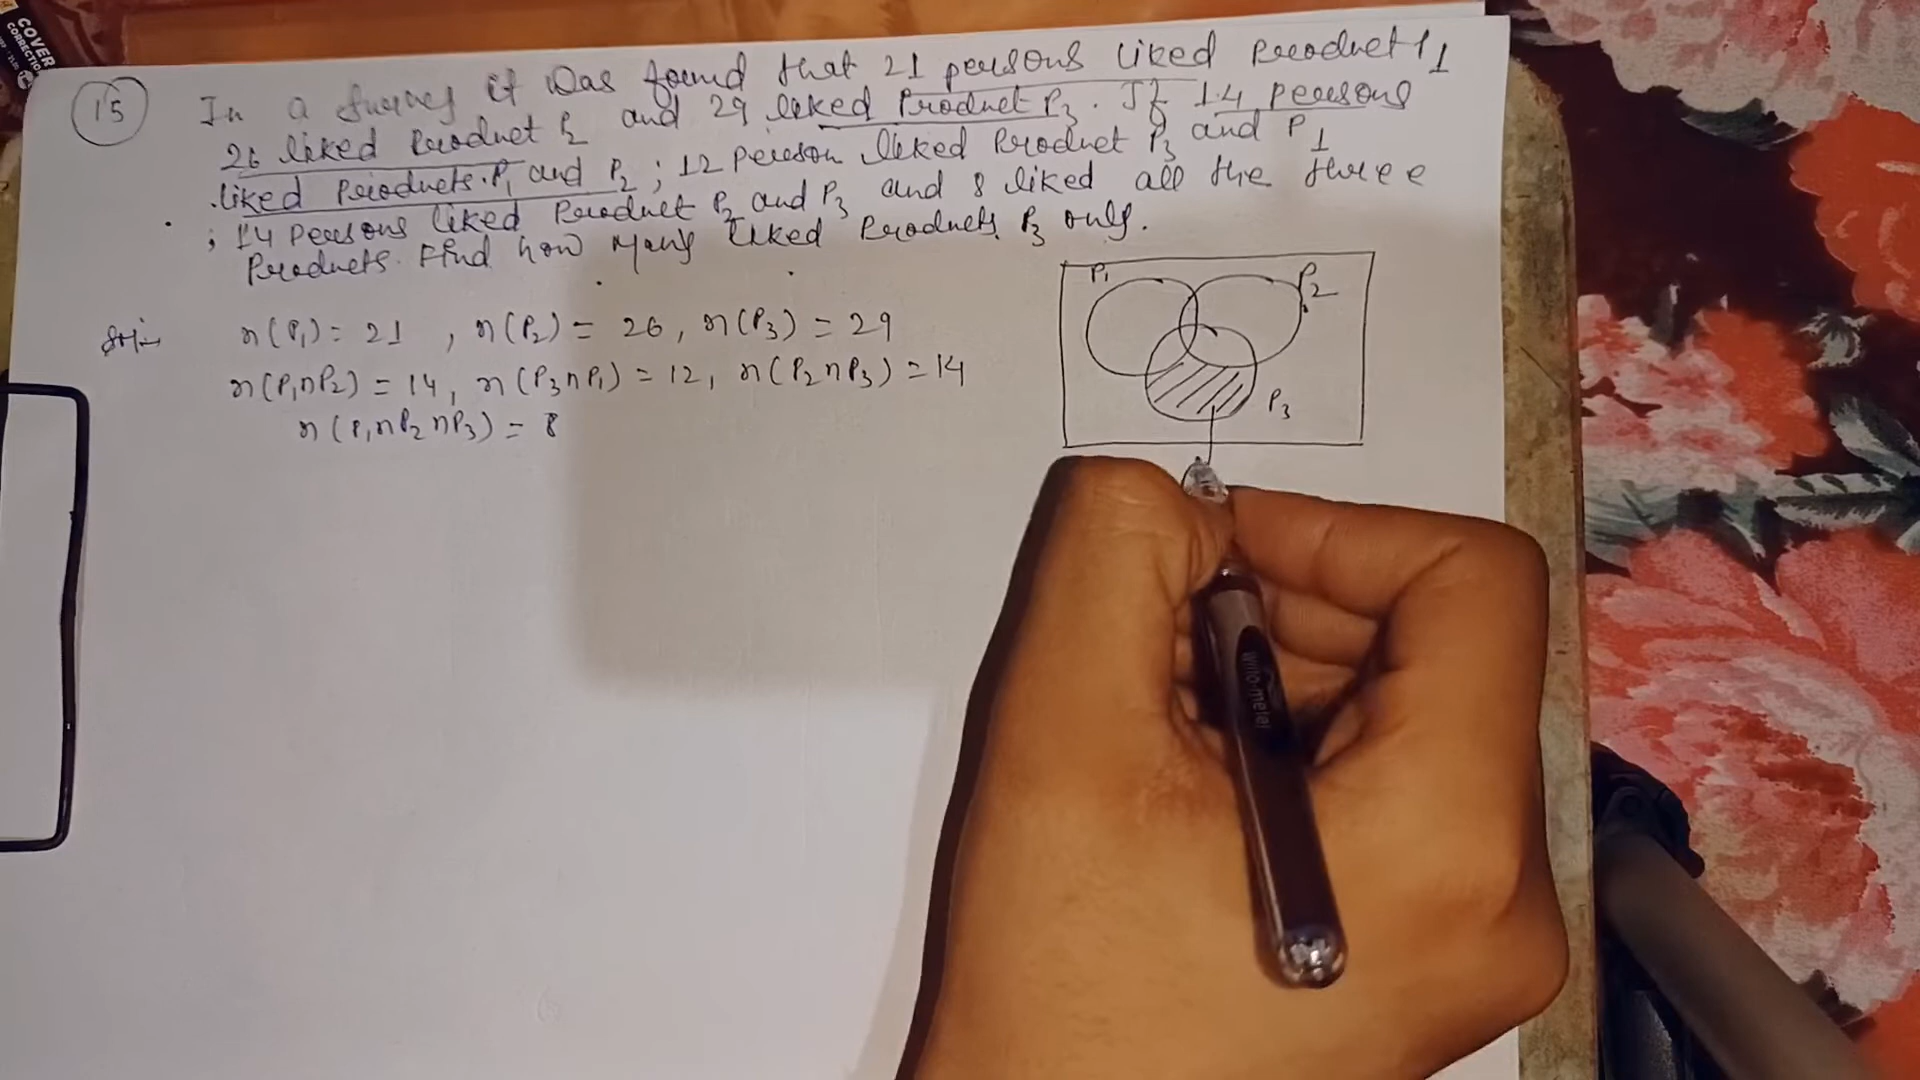 COVER
CORRECTIO
15
In a survey it was found that 21 persons liked Product P1
26 liked Product P2 and 29 liked Product P3. If 14 persons
liked Products. P1 and P2; 12 person liked Product P3 and P1
; 14 persons liked Product P2 and P3 and 8 liked all the three
Products. Find how many liked Products P3 only.
Sol:-
n(P1) = 21 , n(P2) = 26, n(P3) = 29
n(P1∩P2) = 14, n(P3∩P1) = 12, n(P2∩P3) = 14
n(P1∩P2∩P3) = 8
P1
P2
P3